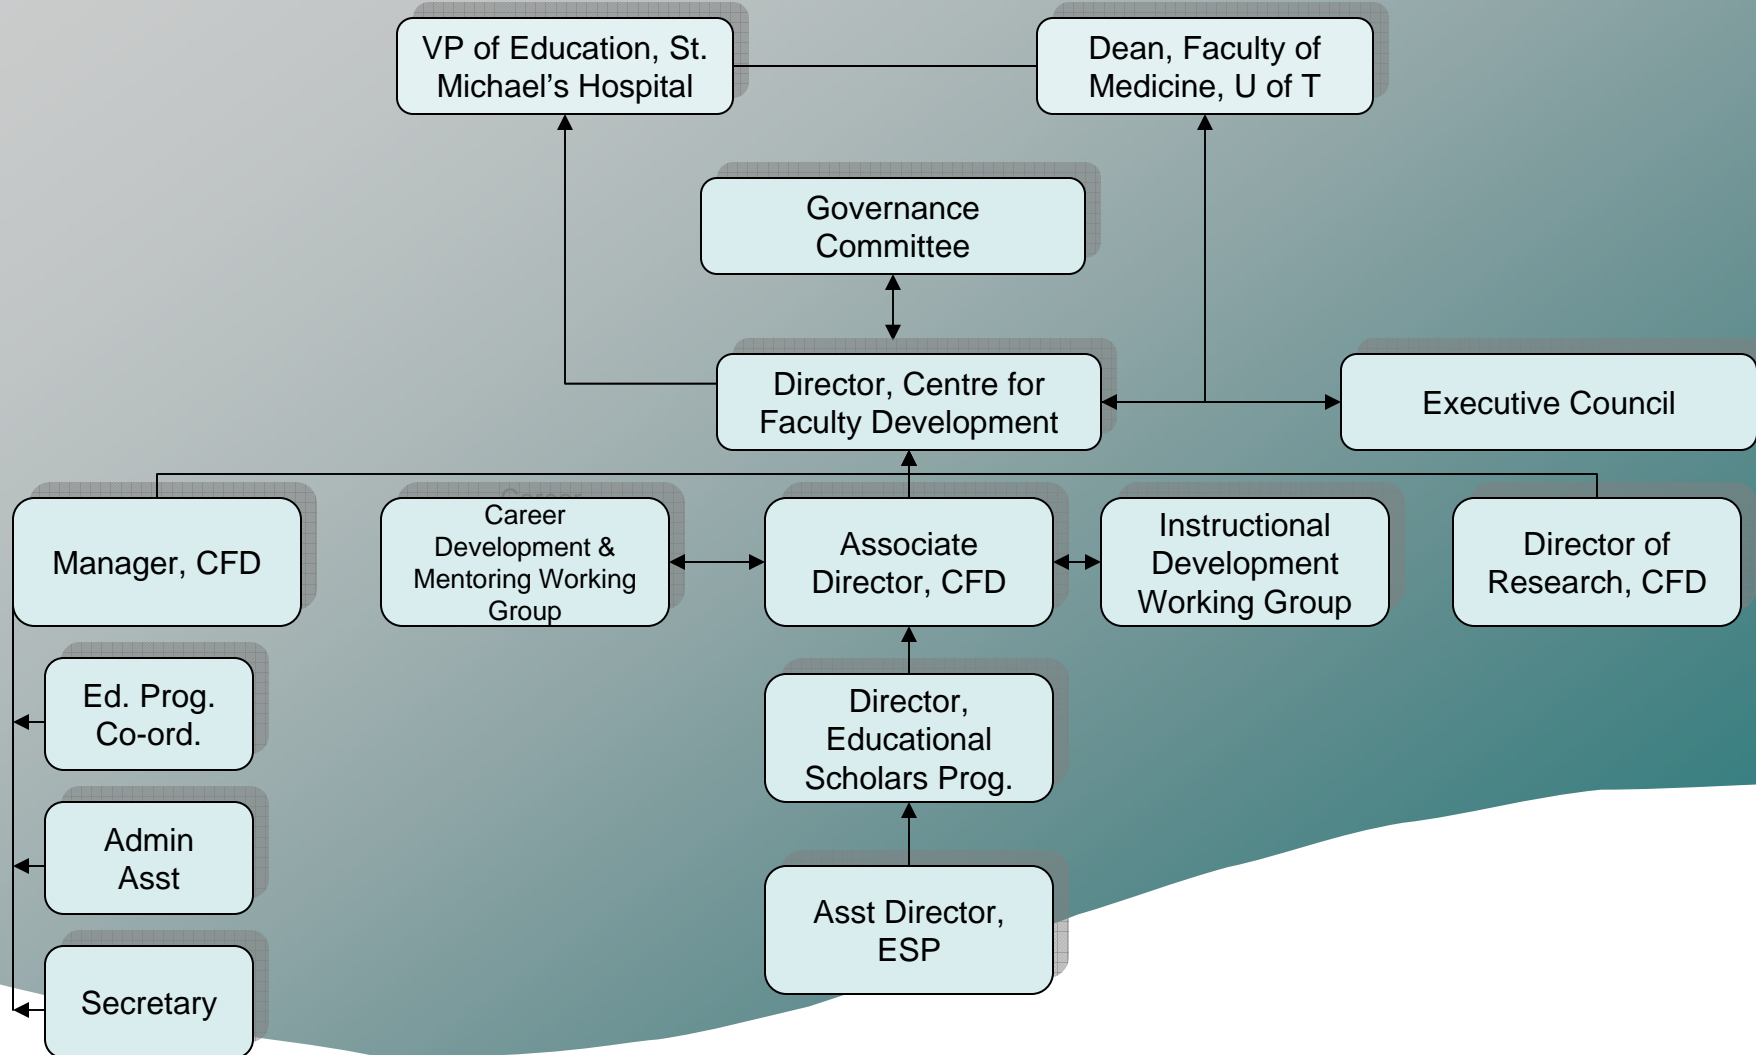 VP of Education, St.
Michael’s Hospital
Dean, Faculty of
Medicine, U of T
Governance
Committee
Director, Centre for
Faculty Development
Executive Council
Manager, CFD
Career
Development &
Mentoring Working
Group
Associate
Director, CFD
Instructional
Development
Working Group
Director of
Research, CFD
Ed. Prog.
Co-ord.
Director,
Educational
Scholars Prog.
Admin
Asst
Asst Director,
ESP
Secretary